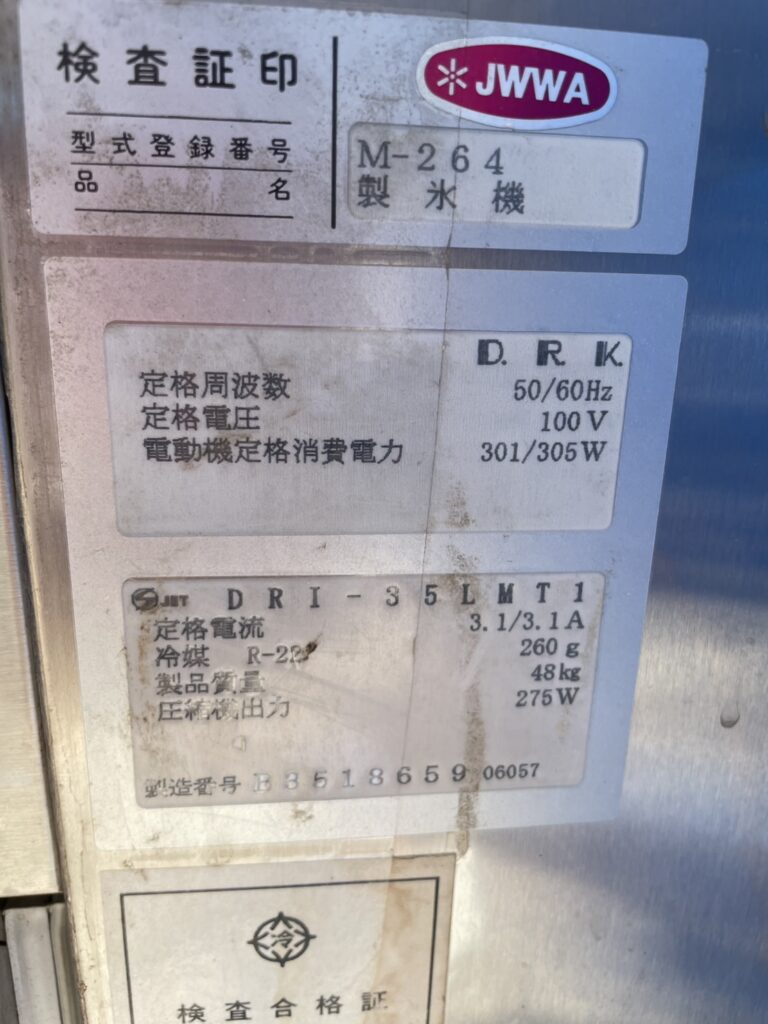 検査証印
JWWA
型式登録番号 M-264
品名 製氷機
D.R.K.
定格周波数 50/60Hz
定格電圧 100V
電動機定格消費電力 301/305W
JET DRI-35LMT1
定格電流 3.1/3.1A
冷媒 R-22 260g
製品質量 48kg
圧縮機出力 275W
製造番号 B3518659 06057
冷
検査合格証